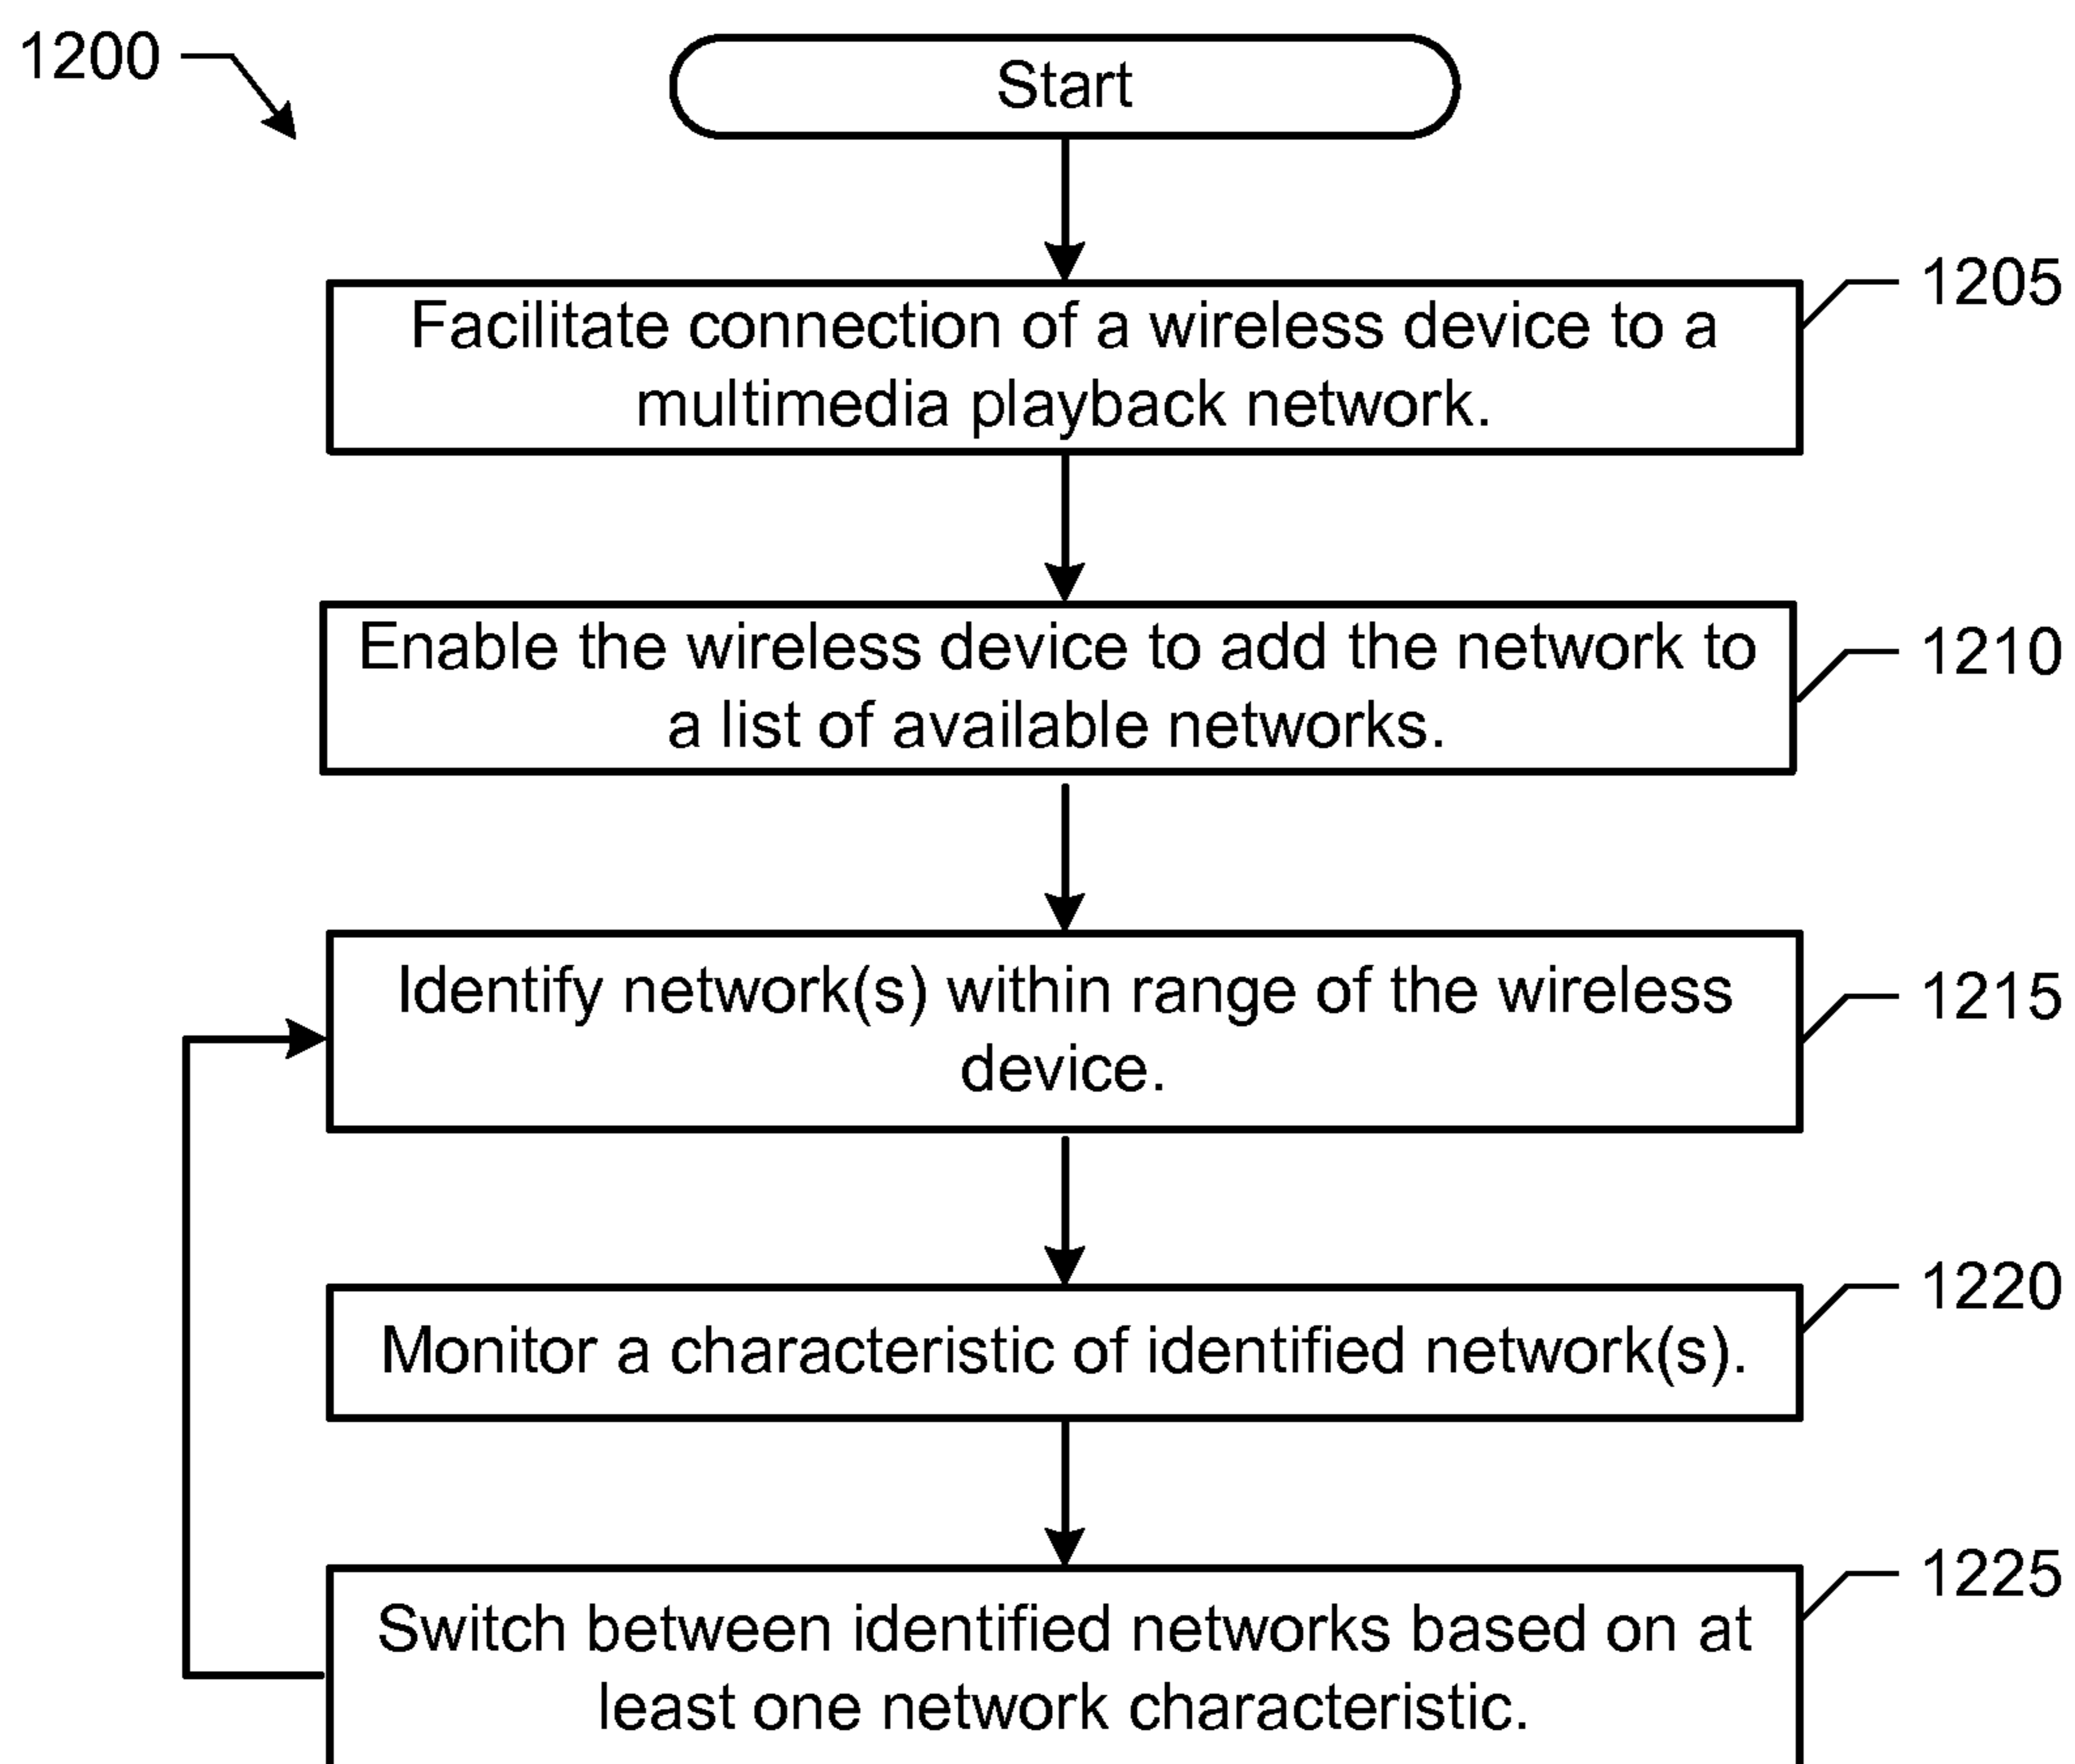 1200
Start
1205
Facilitate connection of a wireless device to a
multimedia playback network.
1210
Enable the wireless device to add the network to
a list of available networks.
1215
Identify network(s) within range of the wireless
device.
1220
Monitor a characteristic of identified network(s).
1225
Switch between identified networks based on at
least one network characteristic.